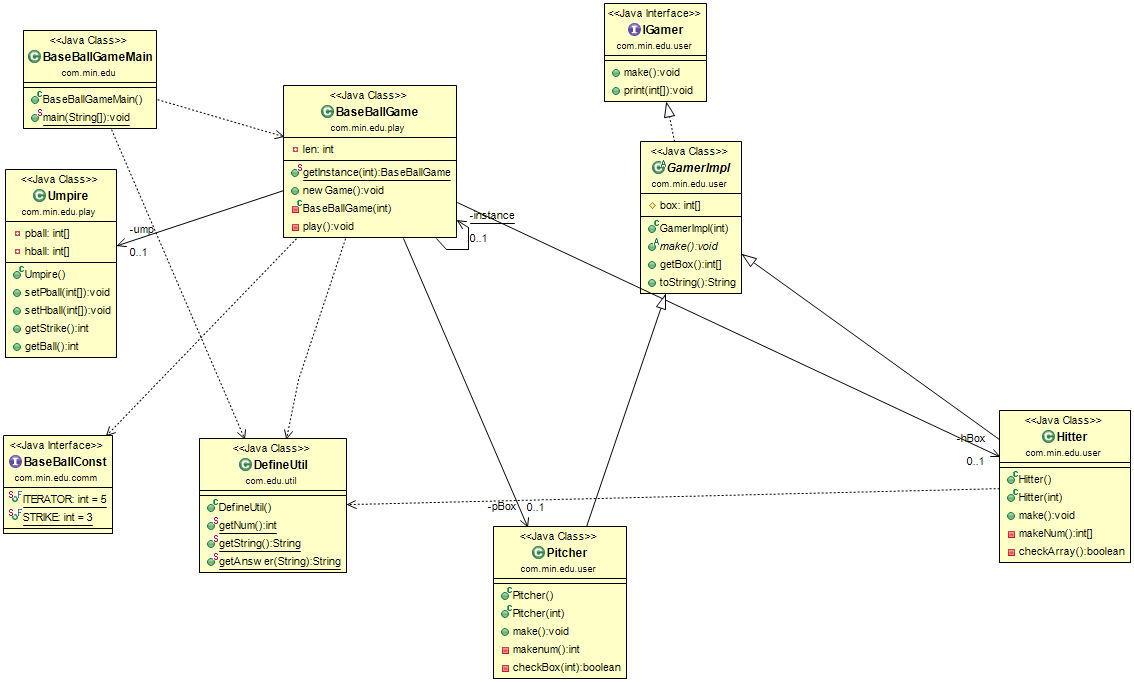 <<Java Class>>
BaseBallGameMain
com.min.edu
BaseBallGameMain()
main(String[]):void
<<Java Class>>
BaseBallGame
com.min.edu.play
len: int
getInstance(int):BaseBallGame
newGame():void
BaseBallGame(int)
play():void
-instance
0..1
<<Java Interface>>
IGamer
com.min.edu.user
make():void
print(int[]):void
<<Java Class>>
GamerImpl
com.min.edu.user
box: int[]
GamerImpl(int)
make():void
getBox():int[]
toString():String
<<Java Class>>
Umpire
com.min.edu.play
pball: int[]
hball: int[]
Umpire()
setPball(int[]):void
setHball(int[]):void
getStrike():int
getBall():int
-ump
0..1
<<Java Interface>>
BaseBallConst
com.min.edu.comm
ITERATOR: int = 5
STRIKE: int = 3
<<Java Class>>
DefineUtil
com.edu.util
DefineUtil()
getNum():int
getString():String
getAnswer(String):String
-pBox
0..1
<<Java Class>>
Pitcher
com.min.edu.user
Pitcher()
Pitcher(int)
make():void
makenum():int
checkBox(int):boolean
-hBox
0..1
<<Java Class>>
Hitter
com.min.edu.user
Hitter()
Hitter(int)
make():void
makeNum():int[]
checkArray():boolean